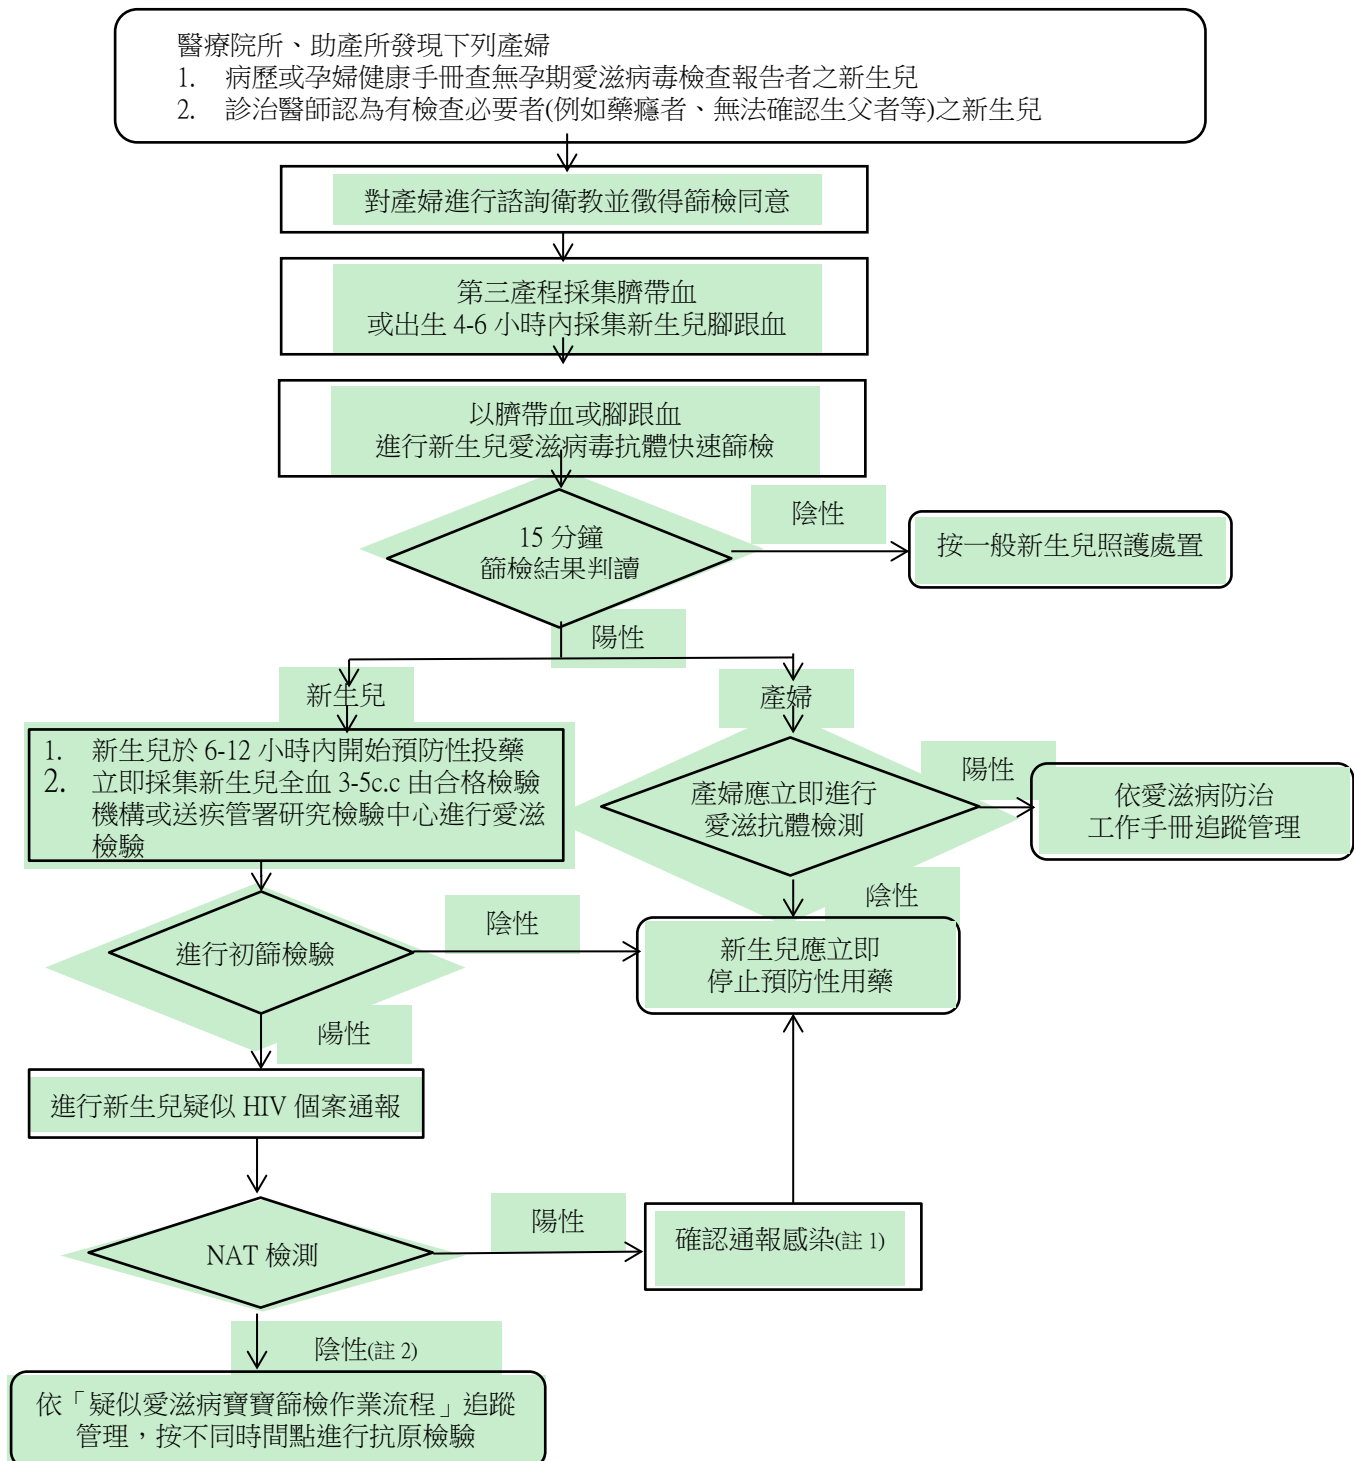 醫療院所、助產所發現下列產婦
1. 病歷或孕婦健康手冊查無孕期愛滋病毒檢查報告者之新生兒
2. 診治醫師認為有檢查必要者(例如藥癮者、無法確認生父者等)之新生兒
對產婦進行諮詢衛教並徵得篩檢同意
第三產程採集臍帶血
或出生 4-6 小時內採集新生兒腳跟血
以臍帶血或腳跟血
進行新生兒愛滋病毒抗體快速篩檢
15 分鐘
篩檢結果判讀
陰性
按一般新生兒照護處置
陽性
新生兒
產婦
1. 新生兒於 6-12 小時內開始預防性投藥
2. 立即採集新生兒全血 3-5c.c 由合格檢驗
機構或送疾管署研究檢驗中心進行愛滋
檢驗
產婦應立即進行
愛滋抗體檢測
陽性
依愛滋病防治
工作手冊追蹤管理
陰性
進行初篩檢驗
陰性
新生兒應立即
停止預防性用藥
陽性
進行新生兒疑似 HIV 個案通報
NAT 檢測
陽性
確認通報感染(註 1)
陰性(註 2)
依「疑似愛滋病寶寶篩檢作業流程」追蹤
管理，按不同時間點進行抗原檢驗